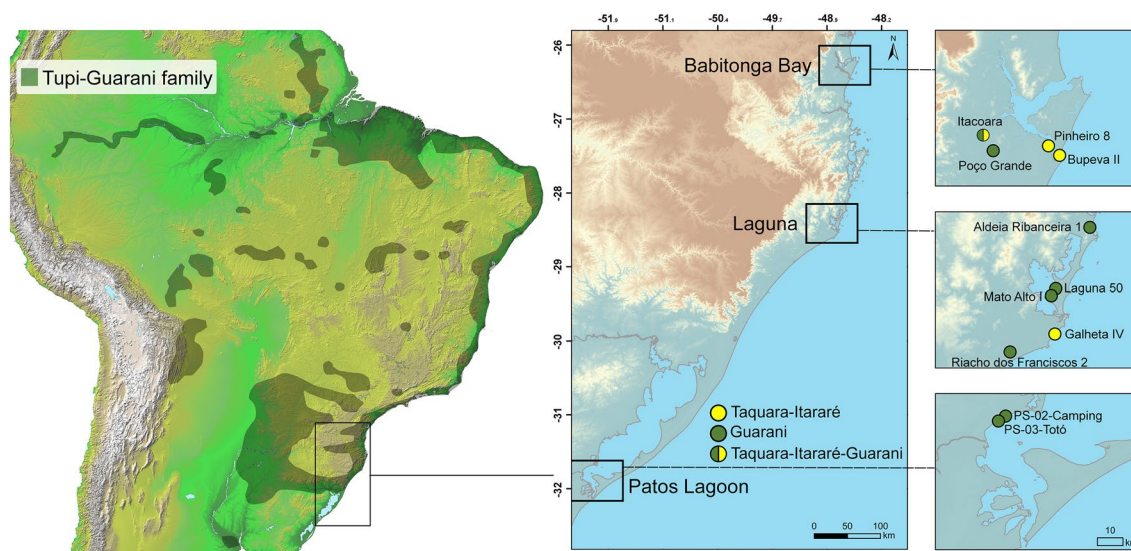 Tupi-Guarani family
-51.9 -51.1 -50.4 -49.7 -48.9 -48.2
-26
-27
-28
-29
-30
-31
-32
N
Babitonga Bay
Laguna
Taquara-Itararé
Guarani
Taquara-Itararé-Guarani
Patos Lagoon
0 50 100
km
Itacoara
Pinheiro 8
Poço Grande
Bupeva II
Aldeia Ribanceira 1
Laguna 50
Mato Alto I
Galheta IV
Riacho dos Franciscos 2
PS-02-Camping
PS-03-Totó
10
km